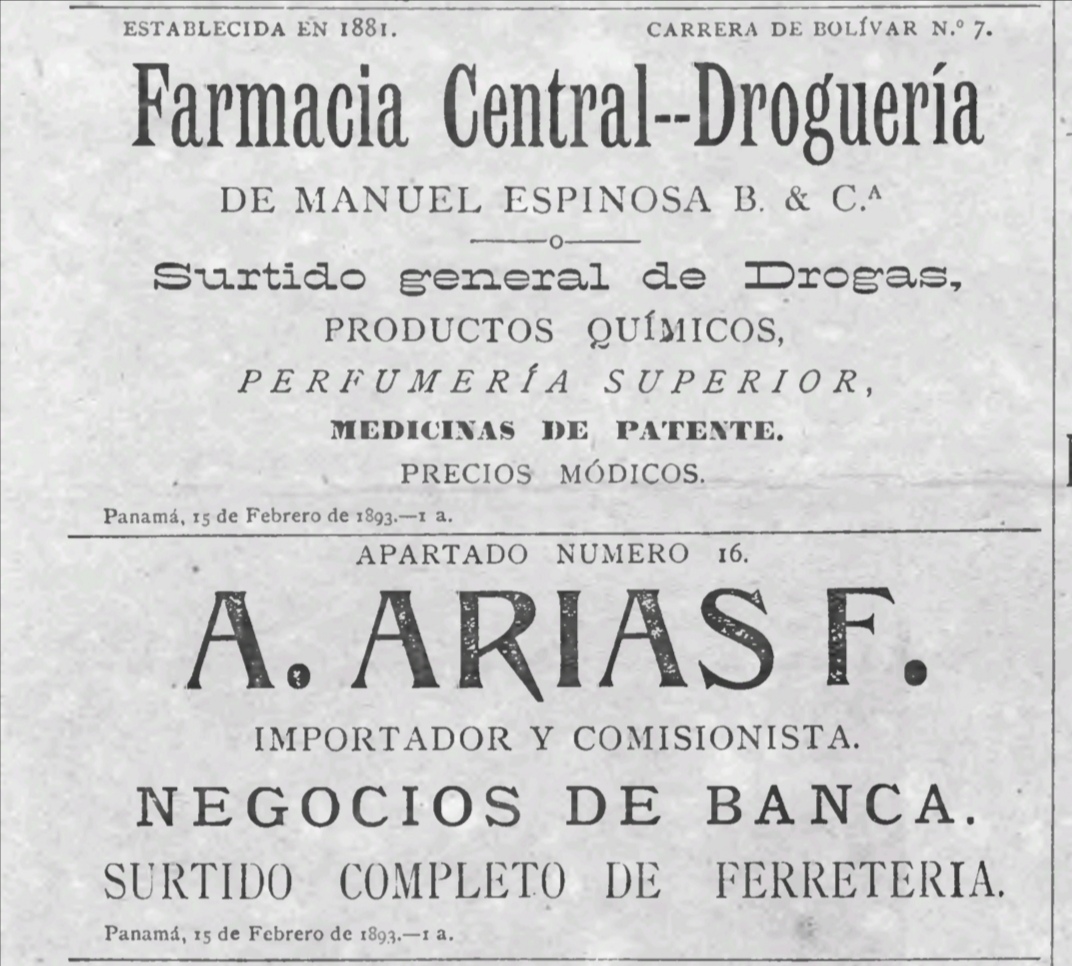 ESTABLECIDA EN 1881. CARRERA DE BOLÍVAR N.º 7.
Farmacia Central--Droguería
DE MANUEL ESPINOSA B. & C.ᴬ
Surtido general de Drogas,
PRODUCTOS QUÍMICOS,
PERFUMERÍA SUPERIOR,
MEDICINAS DE PATENTE.
PRECIOS MÓDICOS.
Panamá, 15 de Febrero de 1893.—1 a.
APARTADO NUMERO 16.
A. ARIAS F.
IMPORTADOR Y COMISIONISTA.
NEGOCIOS DE BANCA.
SURTIDO COMPLETO DE FERRETERIA.
Panamá, 15 de Febrero de 1893.—1 a.